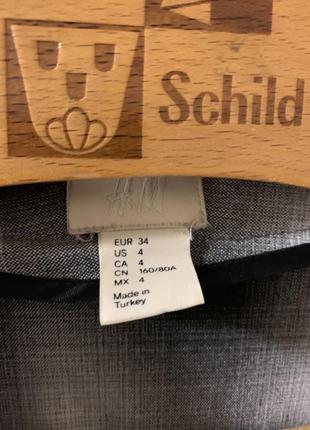 Schild
H&M
EUR 34
US 4
CA 4
CN 160/80A
MX 4
Made in
Turkey